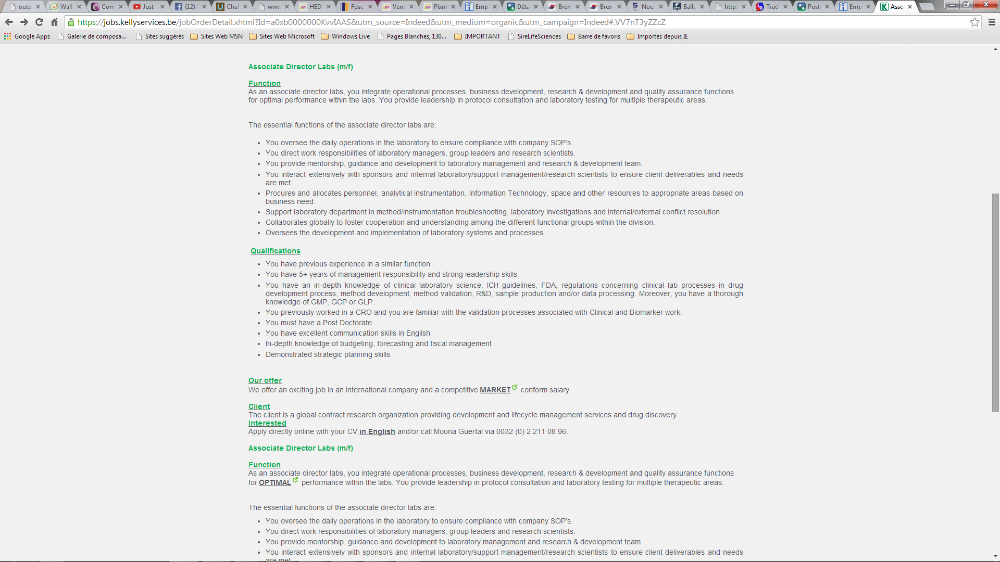 outp
Wall
Com
Just
(12)
Chal
www
HEDI
Fosc
Vent
Pixm
Emp
Déta
Bren
Bren
Nou
Ballo
https
Trad
Post
Emp
Asso
https://jobs.kellyservices.be/jobOrderDetail.xhtml?Id=a0xb0000000KvvIAAS&utm_source=Indeed&utm_medium=organic&utm_campaign=Indeed#.VV7nT3yZZcZ
Google Apps
Galerie de composa...
Sites suggérés
Sites Web MSN
Sites Web Microsoft
Windows Live
Pages Blanches, 130...
IMPORTANT
SireLifeSciences
Barre de favoris
Importés depuis IE
Associate Director Labs (m/f)
Function
As an associate director labs, you integrate operational processes, business development, research & development and quality assurance functions
for optimal performance within the labs. You provide leadership in protocol consultation and laboratory testing for multiple therapeutic areas.
The essential functions of the associate director labs are:
• You oversee the daily operations in the laboratory to ensure compliance with company SOP's.
• You direct work responsibilities of laboratory managers, group leaders and research scientists.
• You provide mentorship, guidance and development to laboratory management and research & development team.
• You interact extensively with sponsors and internal laboratory/support management/research scientists to ensure client deliverables and needs
are met.
• Procures and allocates personnel, analytical instrumentation, Information Technology, space and other resources to appropriate areas based on
business need.
• Support laboratory department in method/instrumentation troubleshooting, laboratory investigations and internal/external conflict resolution.
• Collaborates globally to foster cooperation and understanding among the different functional groups within the division.
• Oversees the development and implementation of laboratory systems and processes.
Qualifications
• You have previous experience in a similar function
• You have 5+ years of management responsibility and strong leadership skills
• You have an in-depth knowledge of clinical laboratory science, ICH guidelines, FDA, regulations concerning clinical lab processes in drug
development process, method development, method validation, R&D, sample production and/or data processing. Moreover, you have a thorough
knowledge of GMP, GCP or GLP.
• You previously worked in a CRO and you are familiar with the validation processes associated with Clinical and Biomarker work.
• You must have a Post Doctorate
• You have excellent communication skills in English
• In-depth knowledge of budgeting, forecasting and fiscal management
• Demonstrated strategic planning skills
Our offer
We offer an exciting job in an international company and a competitive MARKET conform salary.
Client
The client is a global contract research organization providing development and lifecycle management services and drug discovery.
Interested
Apply directly online with your CV in English and/or call Mouna Guerfal via 0032 (0) 2 211 08 96.
Associate Director Labs (m/f)
Function
As an associate director labs, you integrate operational processes, business development, research & development and quality assurance functions
for OPTIMAL performance within the labs. You provide leadership in protocol consultation and laboratory testing for multiple therapeutic areas.
The essential functions of the associate director labs are:
• You oversee the daily operations in the laboratory to ensure compliance with company SOP's.
• You direct work responsibilities of laboratory managers, group leaders and research scientists.
• You provide mentorship, guidance and development to laboratory management and research & development team.
• You interact extensively with sponsors and internal laboratory/support management/research scientists to ensure client deliverables and needs
are met.